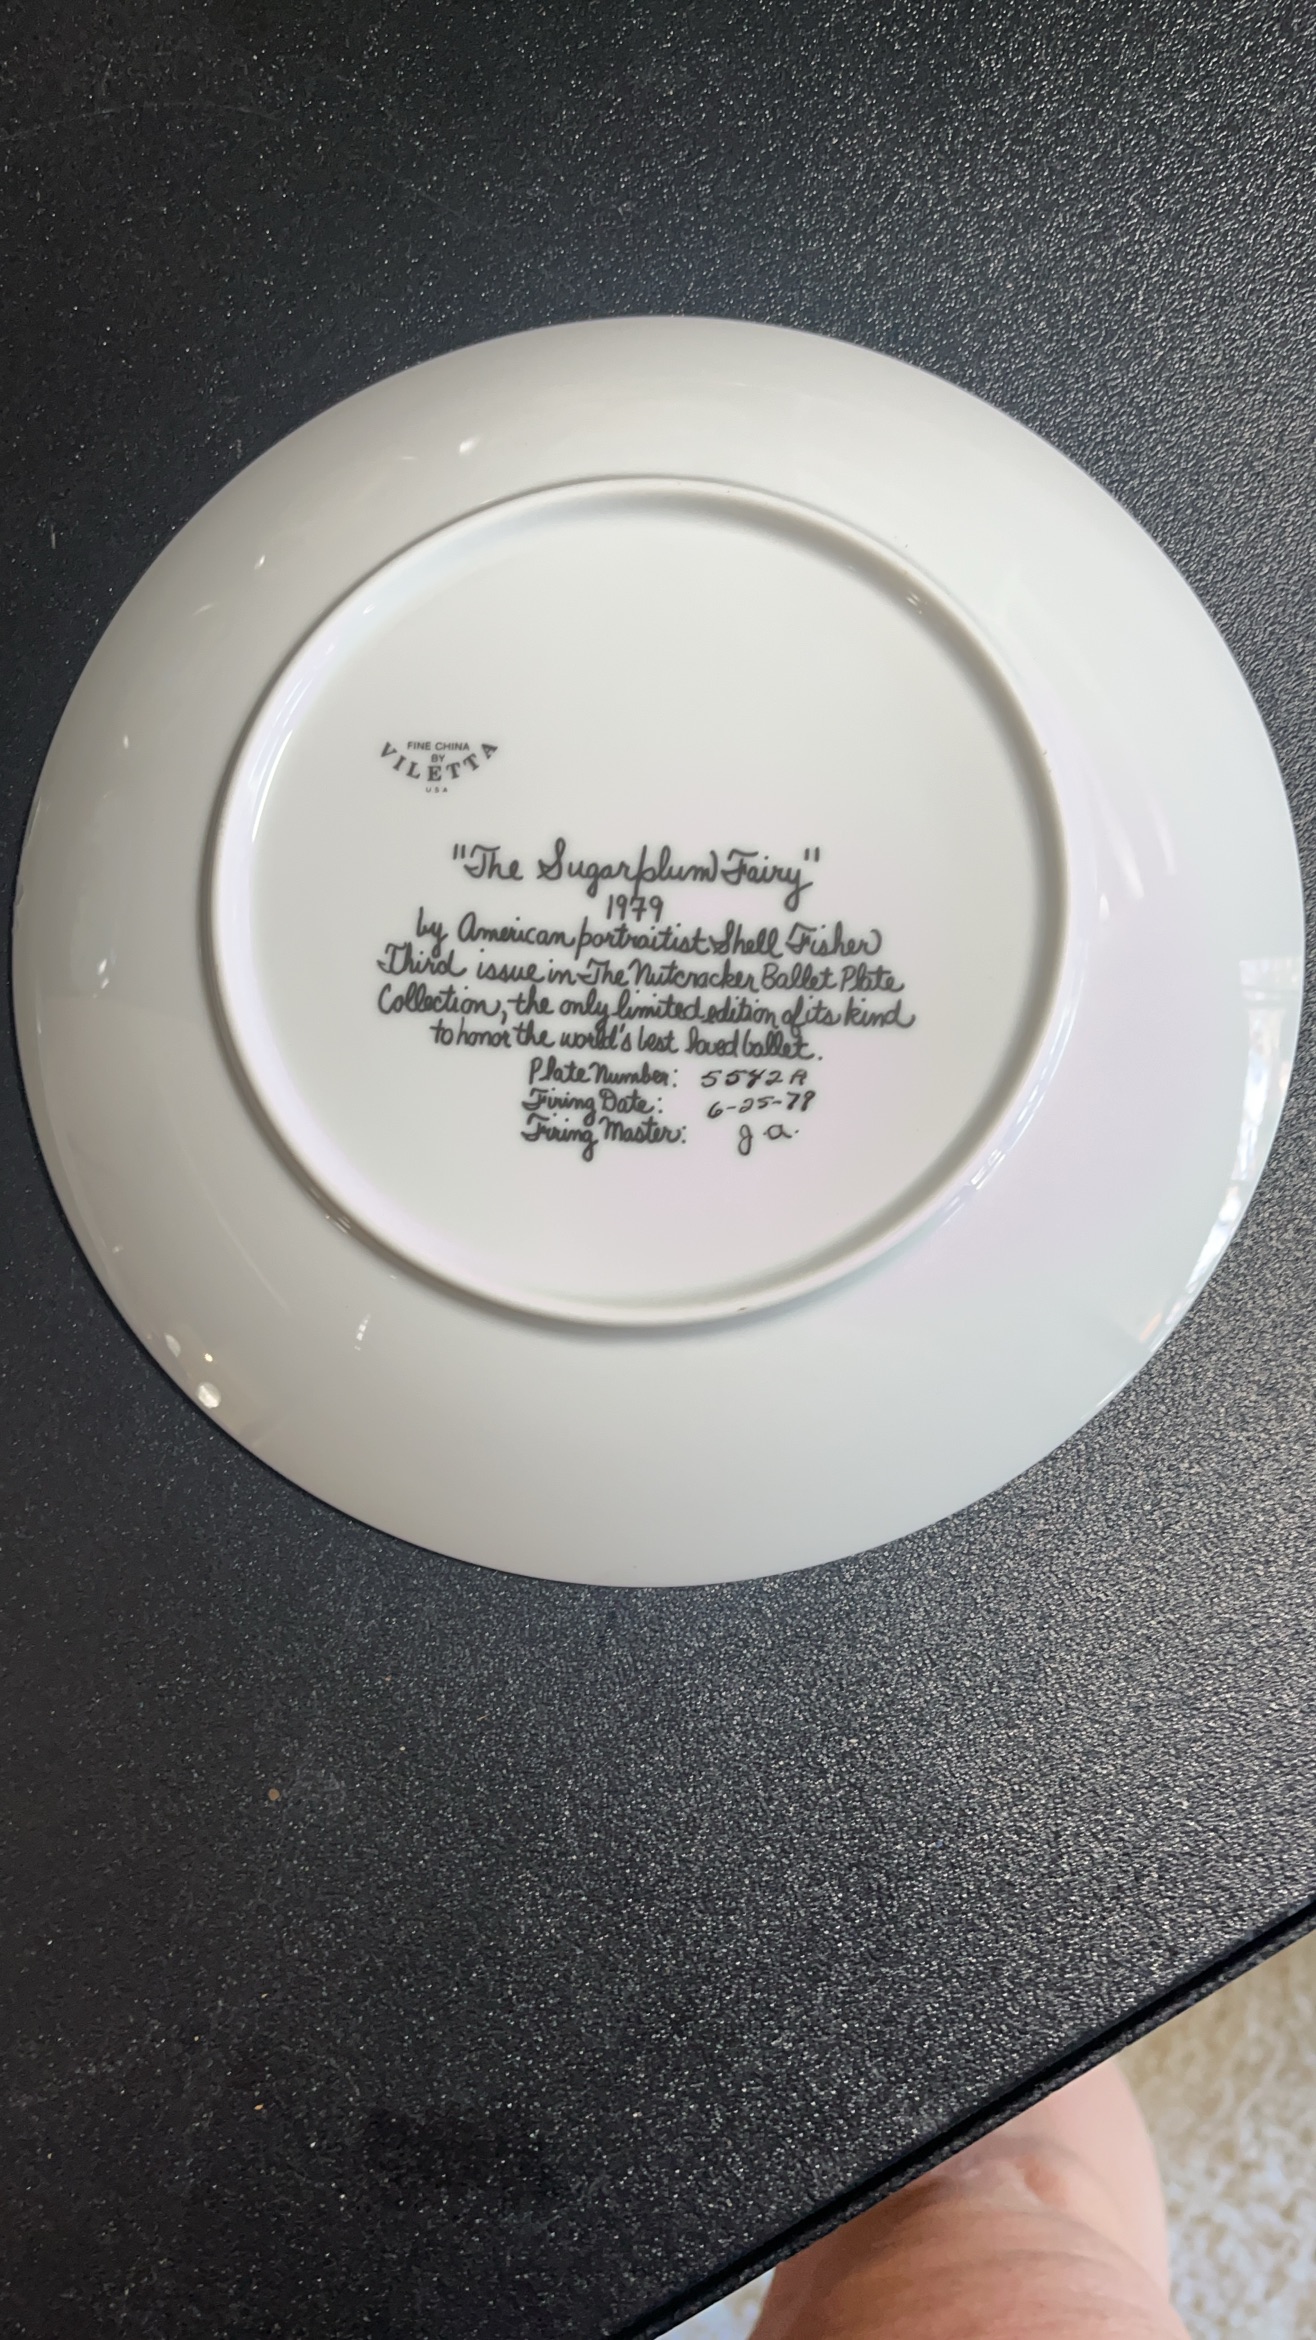 FINE CHINA
BY
VILETTA
USA
"The Sugarplum Fairy"
1979
by American portraitist Shell Fisher
Third issue in The Nutcracker Ballet Plate
Collection, the only limited edition of its kind
to honor the world's best loved ballet.
Plate Number: 5542A
Firing Date: 6-25-79
Firing Master: J.A.